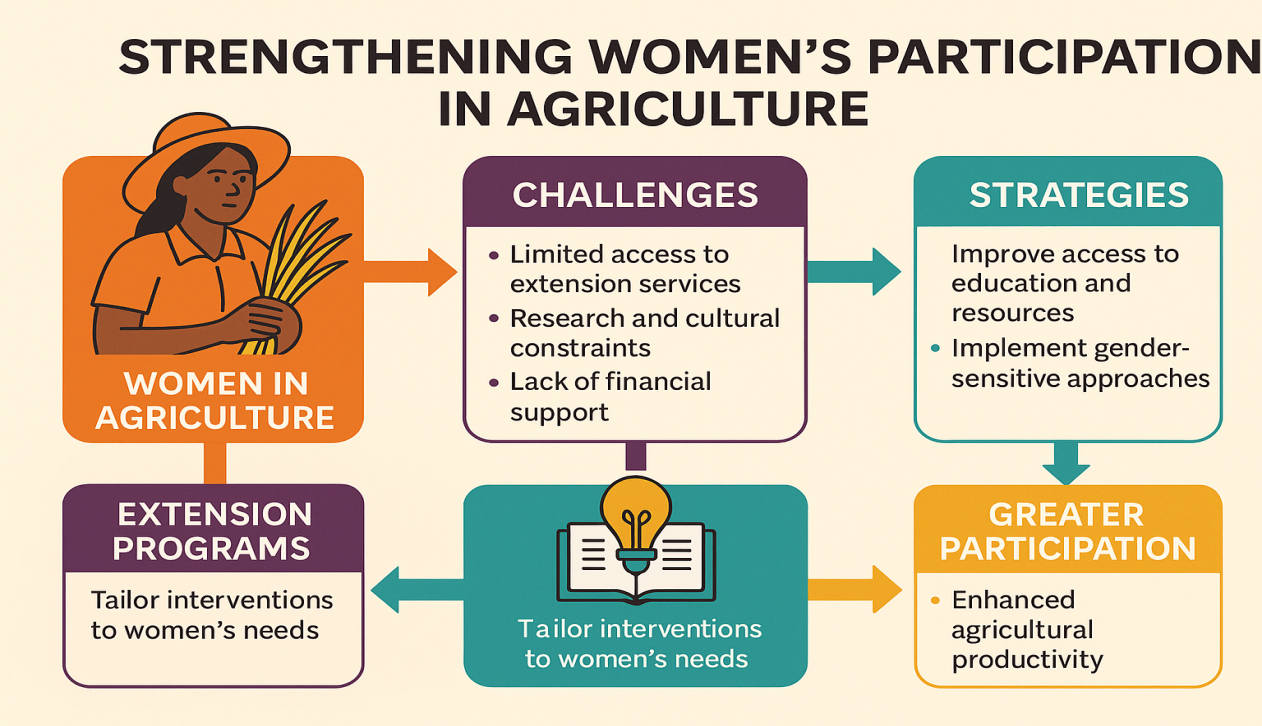 STRENGTHENING WOMEN'S PARTICIPATION
IN AGRICULTURE
WOMEN IN
AGRICULTURE
CHALLENGES
• Limited access to
extension services
• Research and cultural
constraints
• Lack of financial
support
STRATEGIES
Improve access to
education and
resources
• Implement gender-
sensitive approaches
EXTENSION
PROGRAMS
Tailor interventions
to women's needs
Tailor interventions
to women's needs
GREATER
PARTICIPATION
• Enhanced
agricultural
productivity